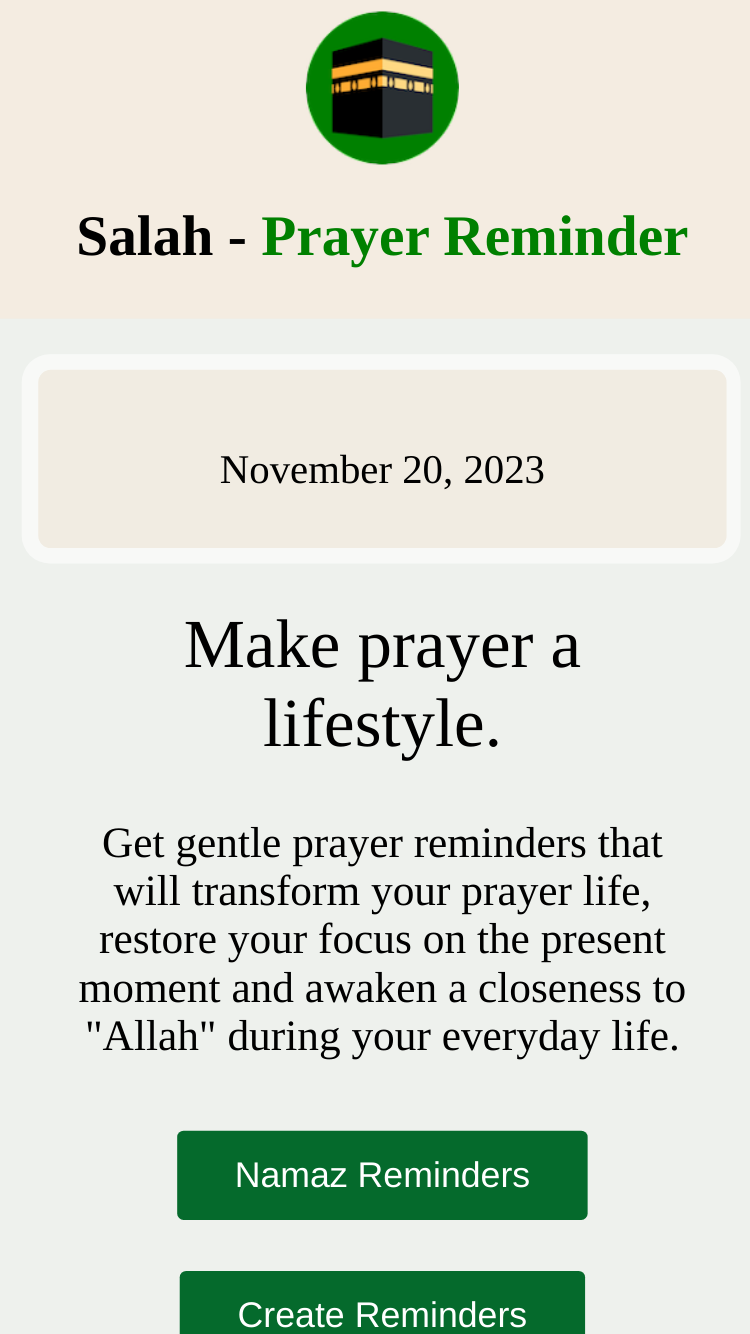 Salah - Prayer Reminder
November 20, 2023
Make prayer a
lifestyle.
Get gentle prayer reminders that
will transform your prayer life,
restore your focus on the present
moment and awaken a closeness to
"Allah" during your everyday life.
Namaz Reminders
Create Reminders